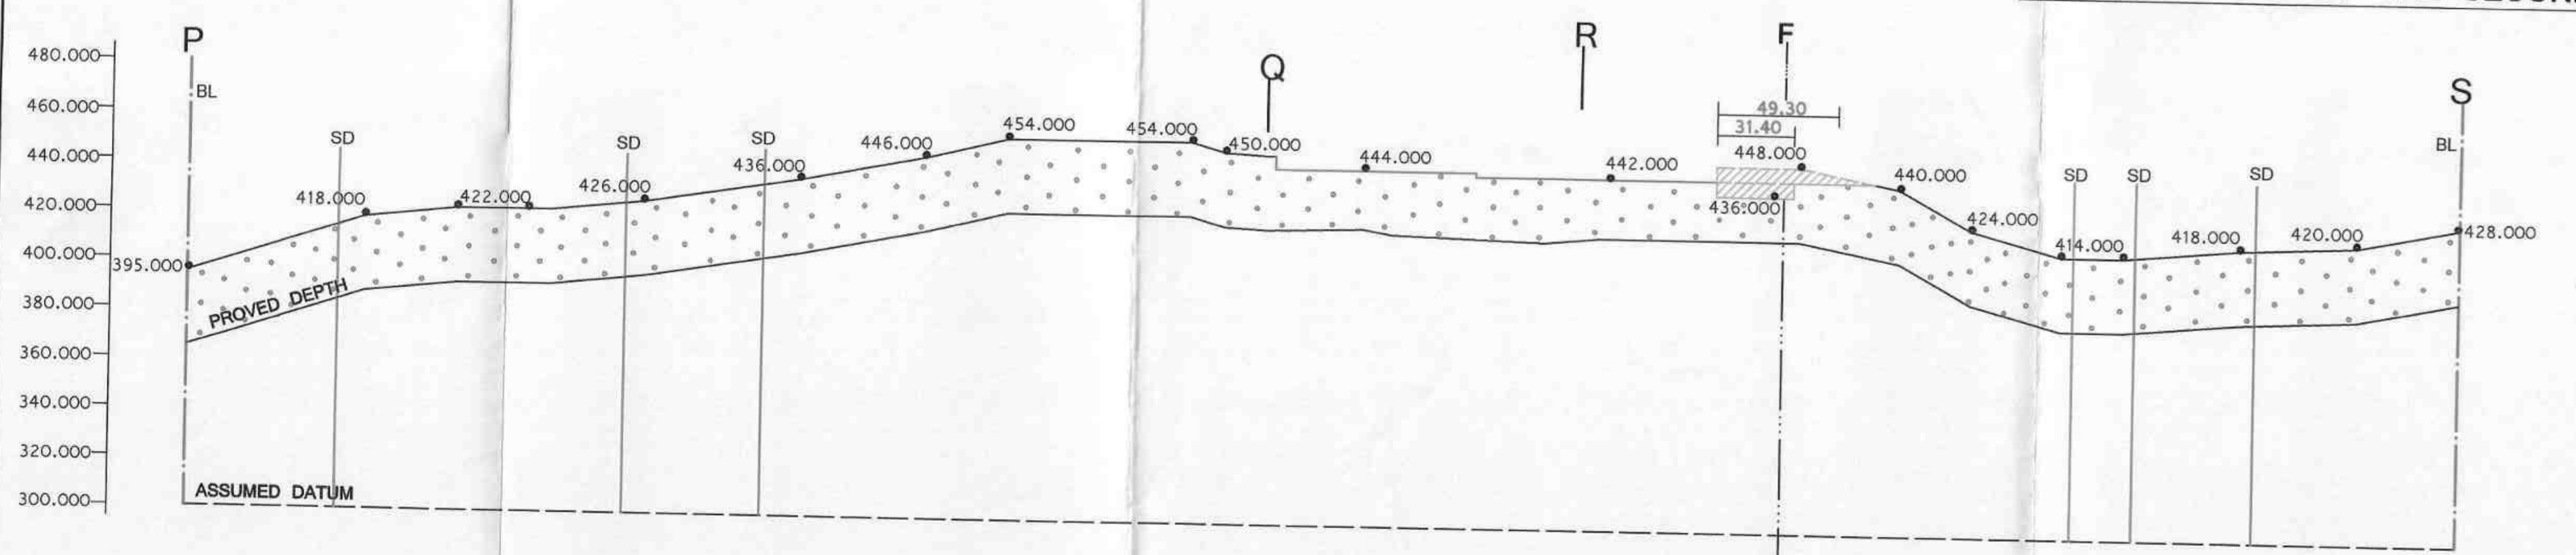 P
Q
R
F
S
480.000
460.000
440.000
420.000
400.000
380.000
360.000
340.000
320.000
300.000
BL
BL
SD
SD
SD
SD
SD
SD
49.30
31.40
395.000
418.000
422.000
426.000
436.000
446.000
454.000
454.000
450.000
444.000
442.000
448.000
436.000
440.000
424.000
414.000
418.000
420.000
428.000
PROVED DEPTH
ASSUMED DATUM